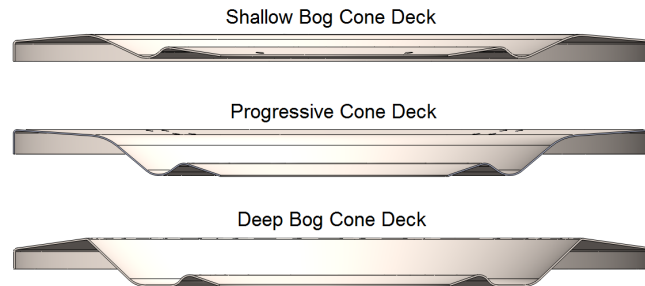 Shallow Bog Cone Deck
Progressive Cone Deck
Deep Bog Cone Deck